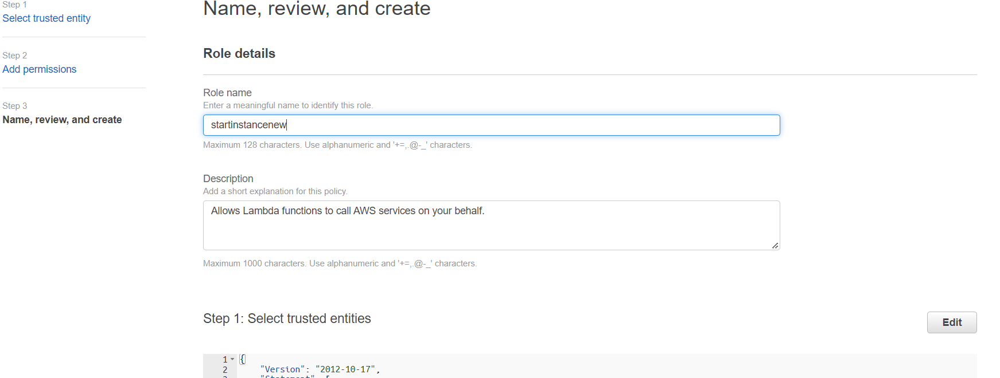 Step 1
Select trusted entity
Step 2
Add permissions
Step 3
Name, review, and create
Name, review, and create
Role details
Role name
Enter a meaningful name to identify this role.
startinstancenew
Maximum 128 characters. Use alphanumeric and '+=,.@-_' characters.
Description
Add a short explanation for this policy.
Allows Lambda functions to call AWS services on your behalf.
Maximum 1000 characters. Use alphanumeric and '+=,.@-_' characters.
Step 1: Select trusted entities
Edit
1 {
2 "Version": "2012-10-17",
3 "Statement": [